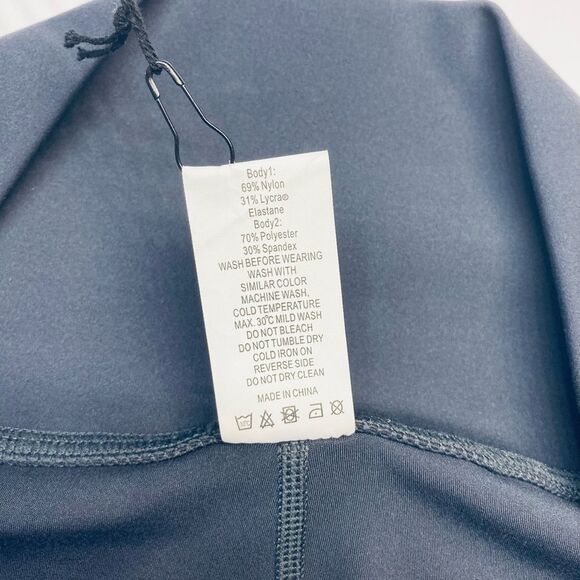 Body1:
69% Nylon
31% Lycra®
Elastane
Body2:
70% Polyester
30% Spandex
WASH BEFORE WEARING
WASH WITH
SIMILAR COLOR
MACHINE WASH,
COLD TEMPERATURE
MAX. 30°C MILD WASH
DO NOT BLEACH
DO NOT TUMBLE DRY
COLD IRON ON
REVERSE SIDE
DO NOT DRY CLEAN
MADE IN CHINA